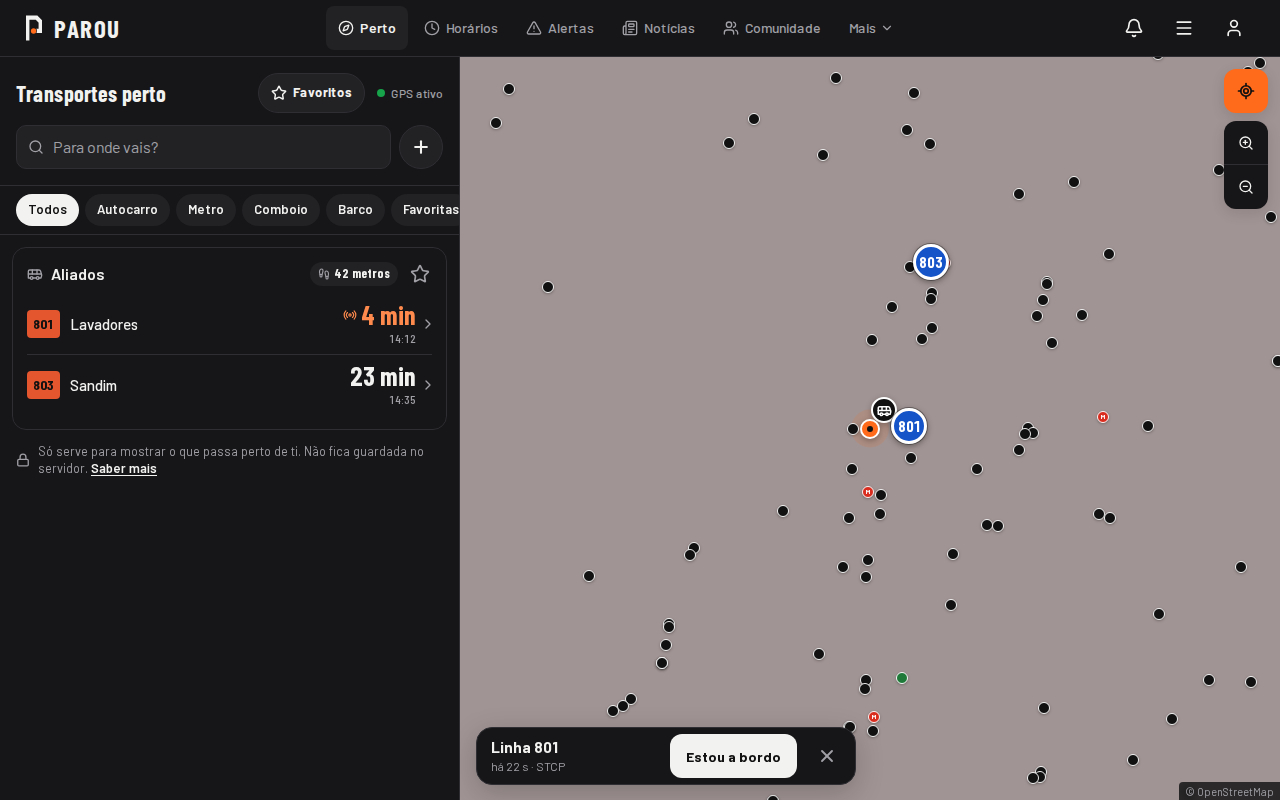 PAROU
Perto
Horários
Alertas
Notícias
Comunidade
Mais
Transportes perto
Favoritos
GPS ativo
Para onde vais?
Todos
Autocarro
Metro
Comboio
Barco
Favoritas
Aliados
42 metros
801
Lavadores
4 min
14:12
803
Sandim
23 min
14:35
Só serve para mostrar o que passa perto de ti. Não fica guardada no
servidor. Saber mais
803
801
M
M
M
Linha 801
há 22 s · STCP
Estou a bordo
© OpenStreetMap